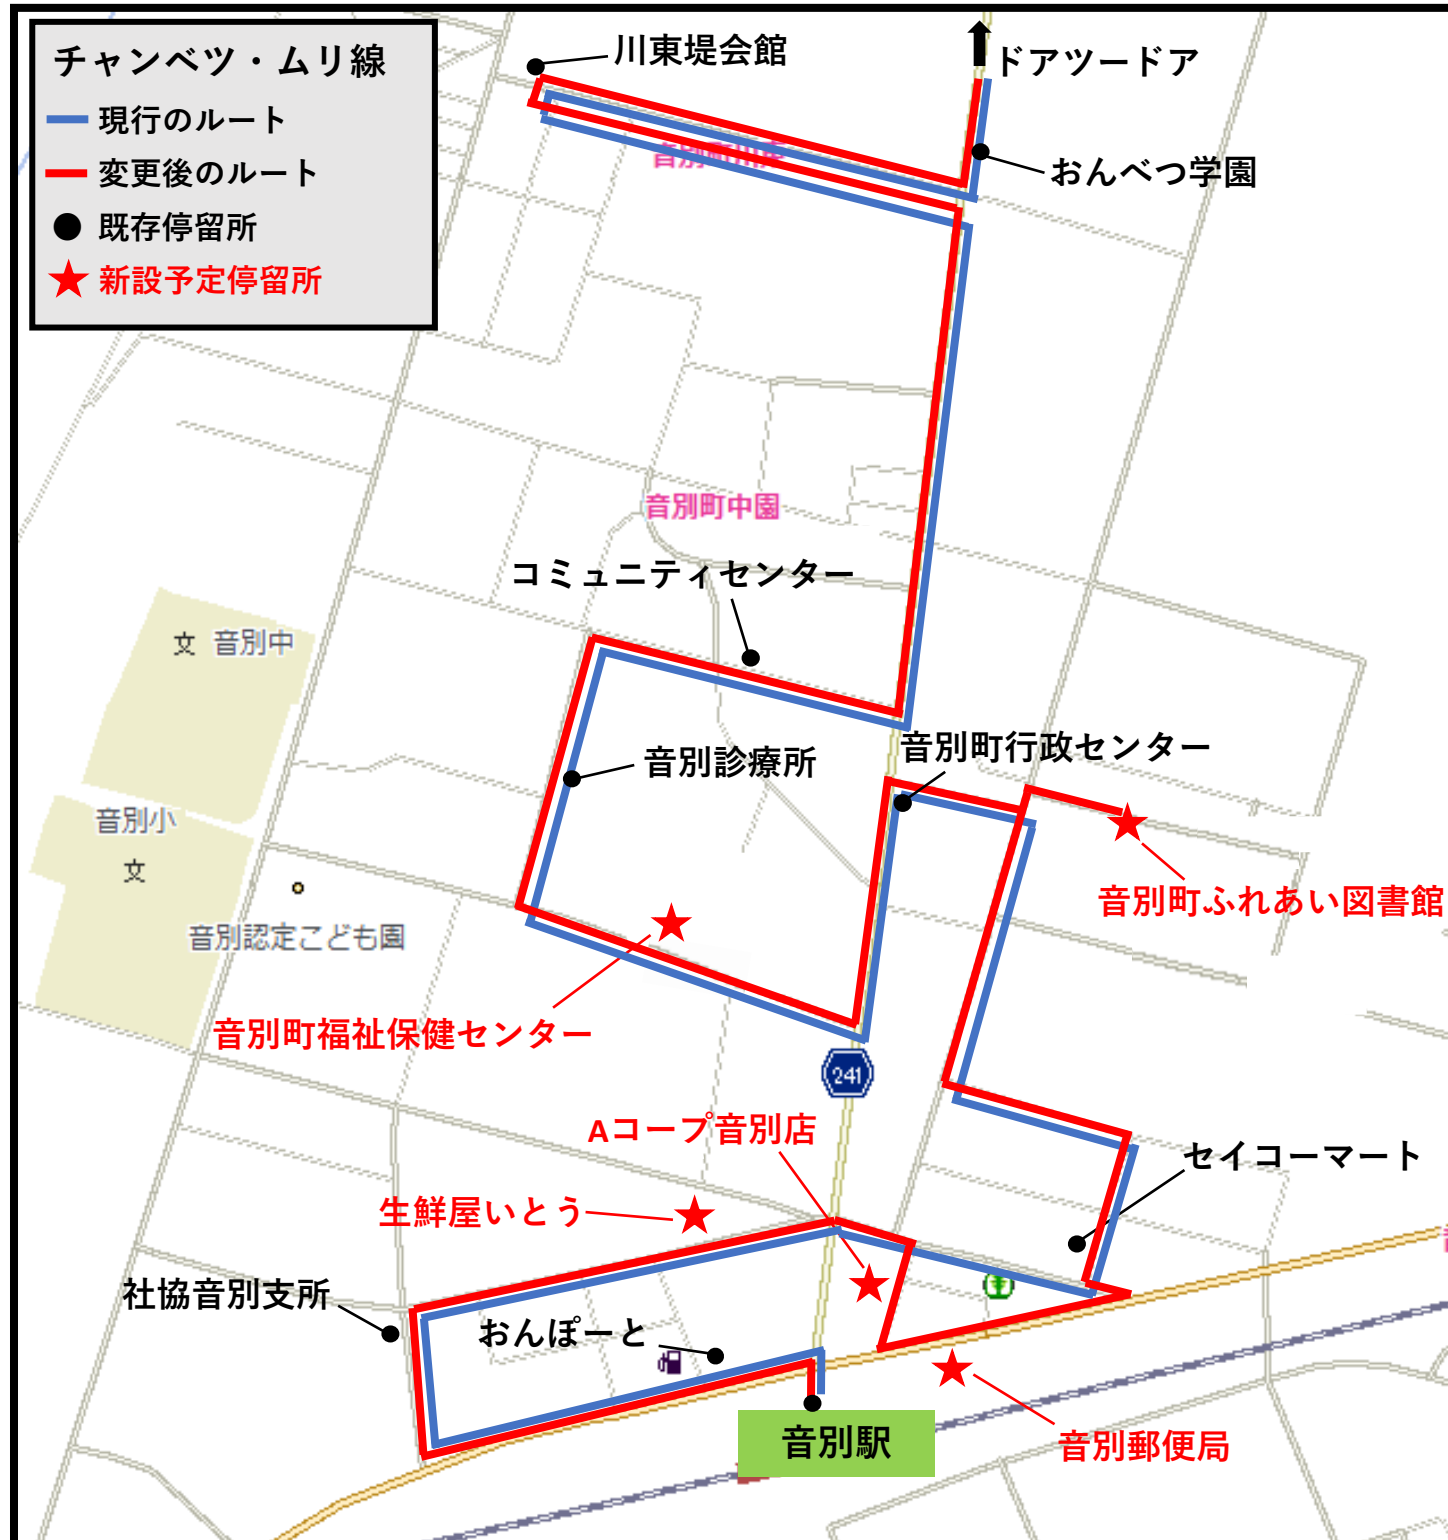 チャンベツ・ムリ線
現行のルート
変更後のルート
既存停留所
新設予定停留所
川東堤会館
ドアツードア
おんべつ学園
音別町中園
コミュニティセンター
文 音別中
音別診療所
音別町行政センター
音別小
文
音別町ふれあい図書館
音別認定こども園
音別町福祉保健センター
241
Aコープ音別店
セイコーマート
生鮮屋いとう
社協音別支所
おんぽーと
音別駅
音別郵便局